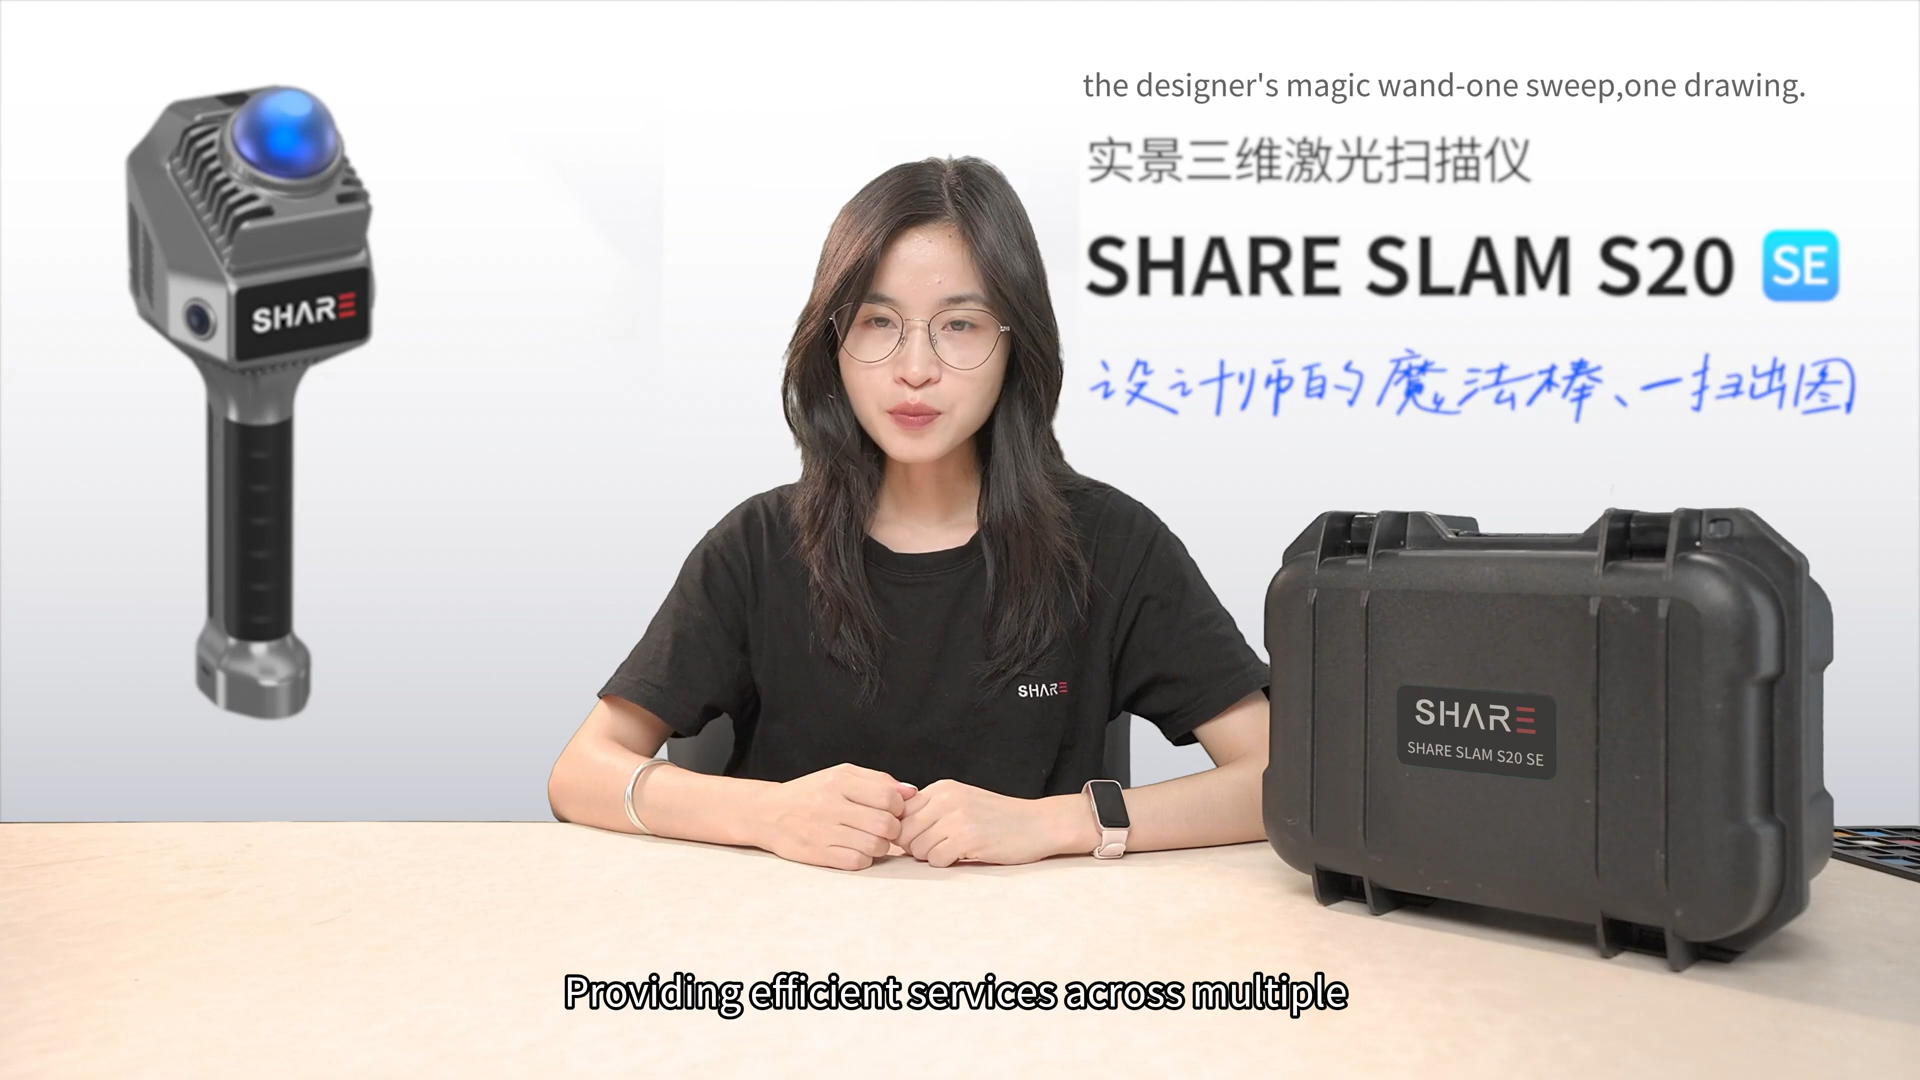 the designer's magic wand-one sweep,one drawing.
实景三维激光扫描仪
SHARE SLAM S20 SE
设计师的魔法棒、一扫出图
SHARE
SHARE
SHARE
SHARE SLAM S20 SE
Providing efficient services across multiple